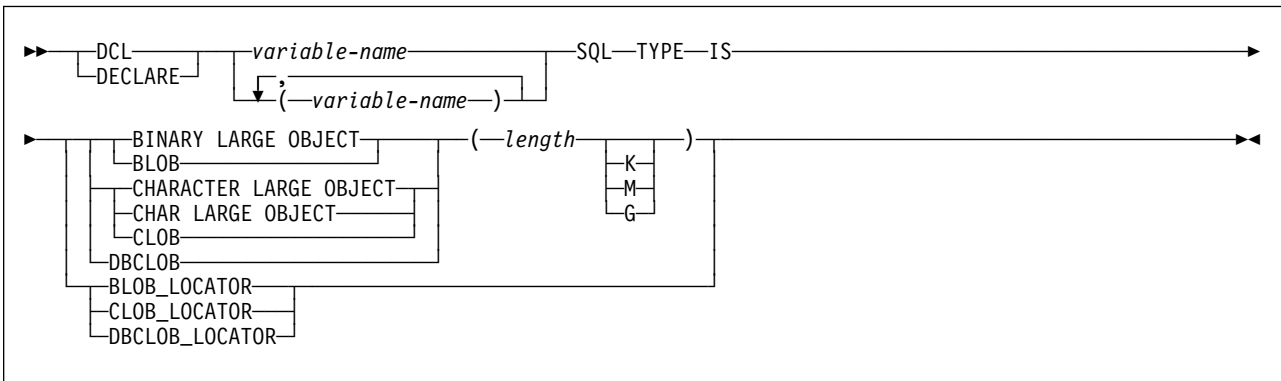 DCL variable-name SQL TYPE IS
DECLARE ,
( variable-name )
BINARY LARGE OBJECT ( length )
BLOB K
CHARACTER LARGE OBJECT M
CHAR LARGE OBJECT G
CLOB
DBCLOB
BLOB_LOCATOR
CLOB_LOCATOR
DBCLOB_LOCATOR